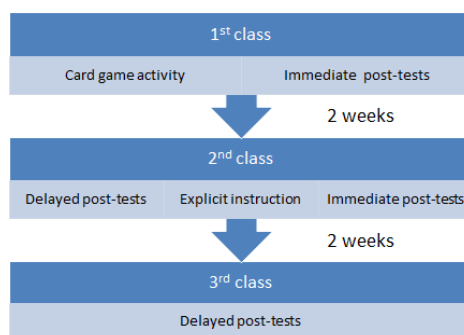 1st class
Card game activity Immediate post-tests
2 weeks
2nd class
Delayed post-tests Explicit instruction Immediate post-tests
2 weeks
3rd class
Delayed post-tests